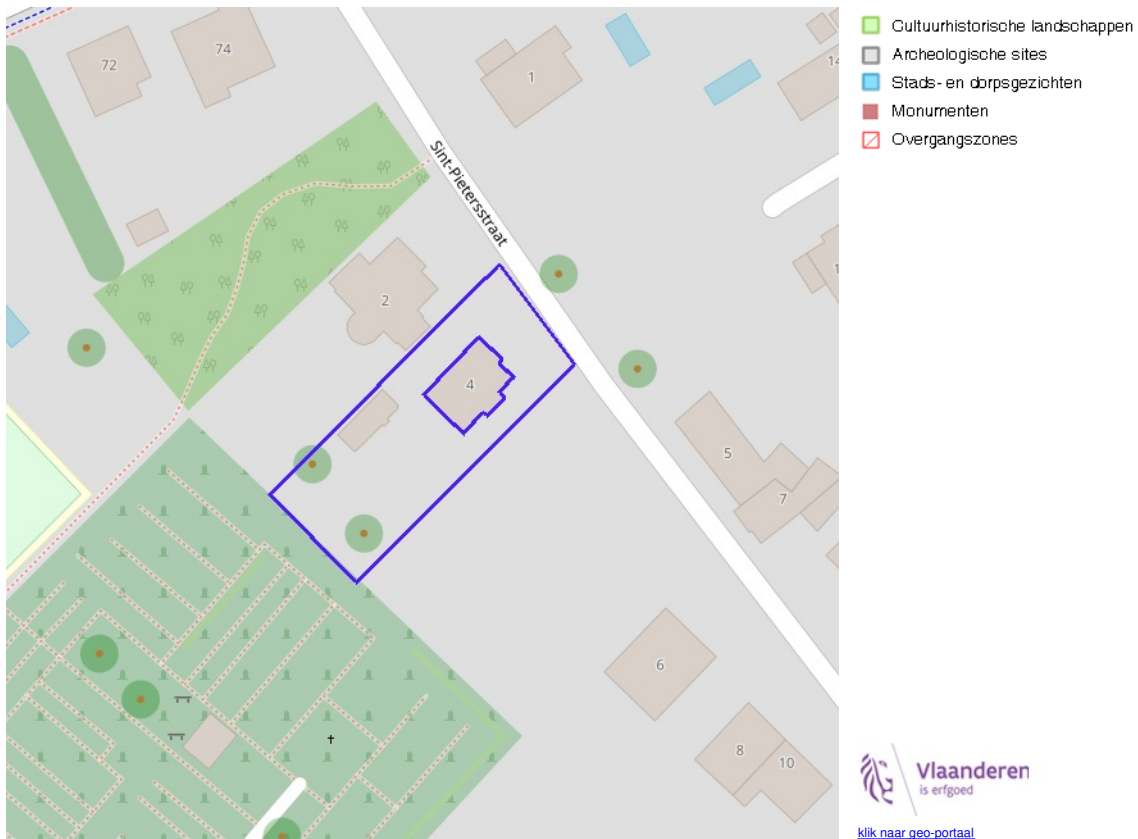 72
74
1
14
Sint-Pietersstraat
2
4
5
7
6
8
10
Cultuurhistorische landschappen
Archeologische sites
Stads- en dorpsgezichten
Monumenten
Overgangszones
Vlaanderen
is erfgoed
klik naar geo-portaal